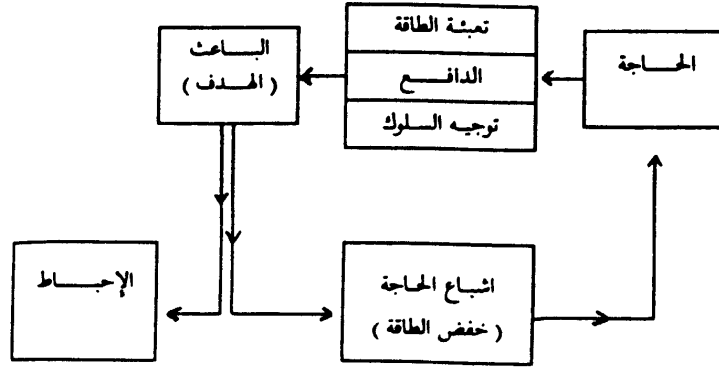 الحاجة
تعبئة الطاقة
الدافع
توجيه السلوك
الباعث
( الهدف )
اشباع الحاجة
( خفض الطاقة )
الإحباط